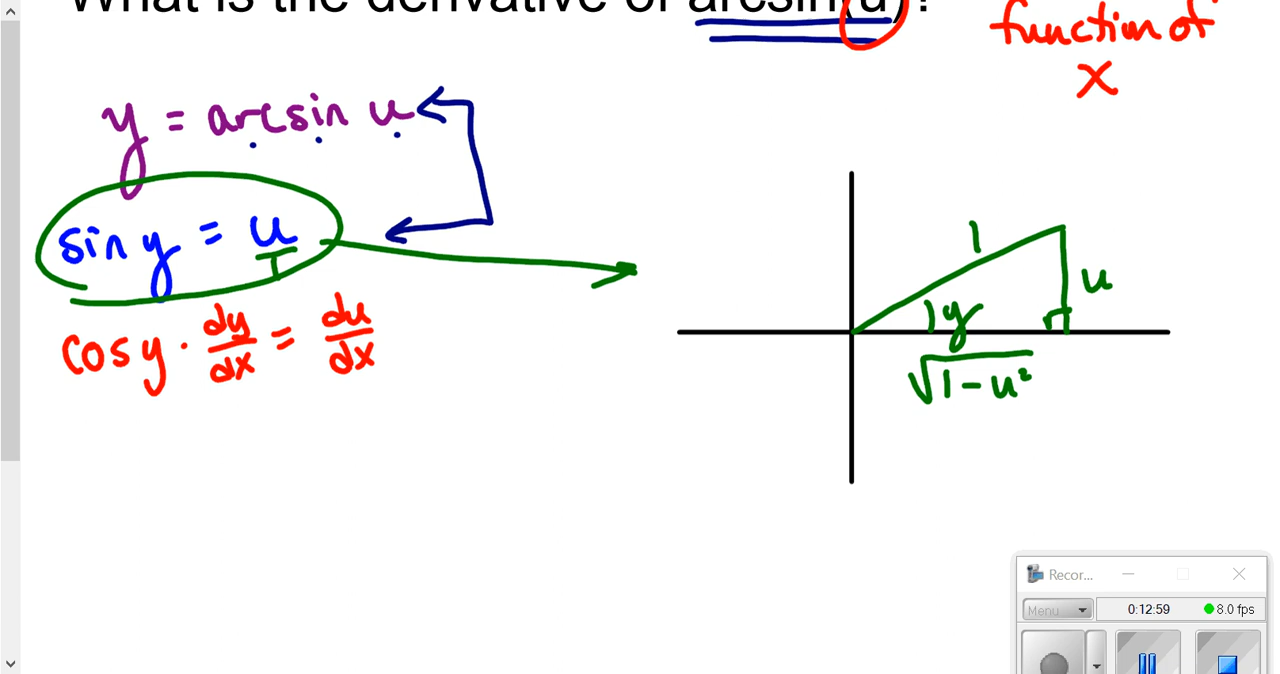 What is the derivative of arcsin(u)?
function of
x
y = arcsin u
sin y = u/1
cos y · dy/dx = du/dx
1
u
y
√1-u²
Recor...
Menu
0:12:59
8.0 fps